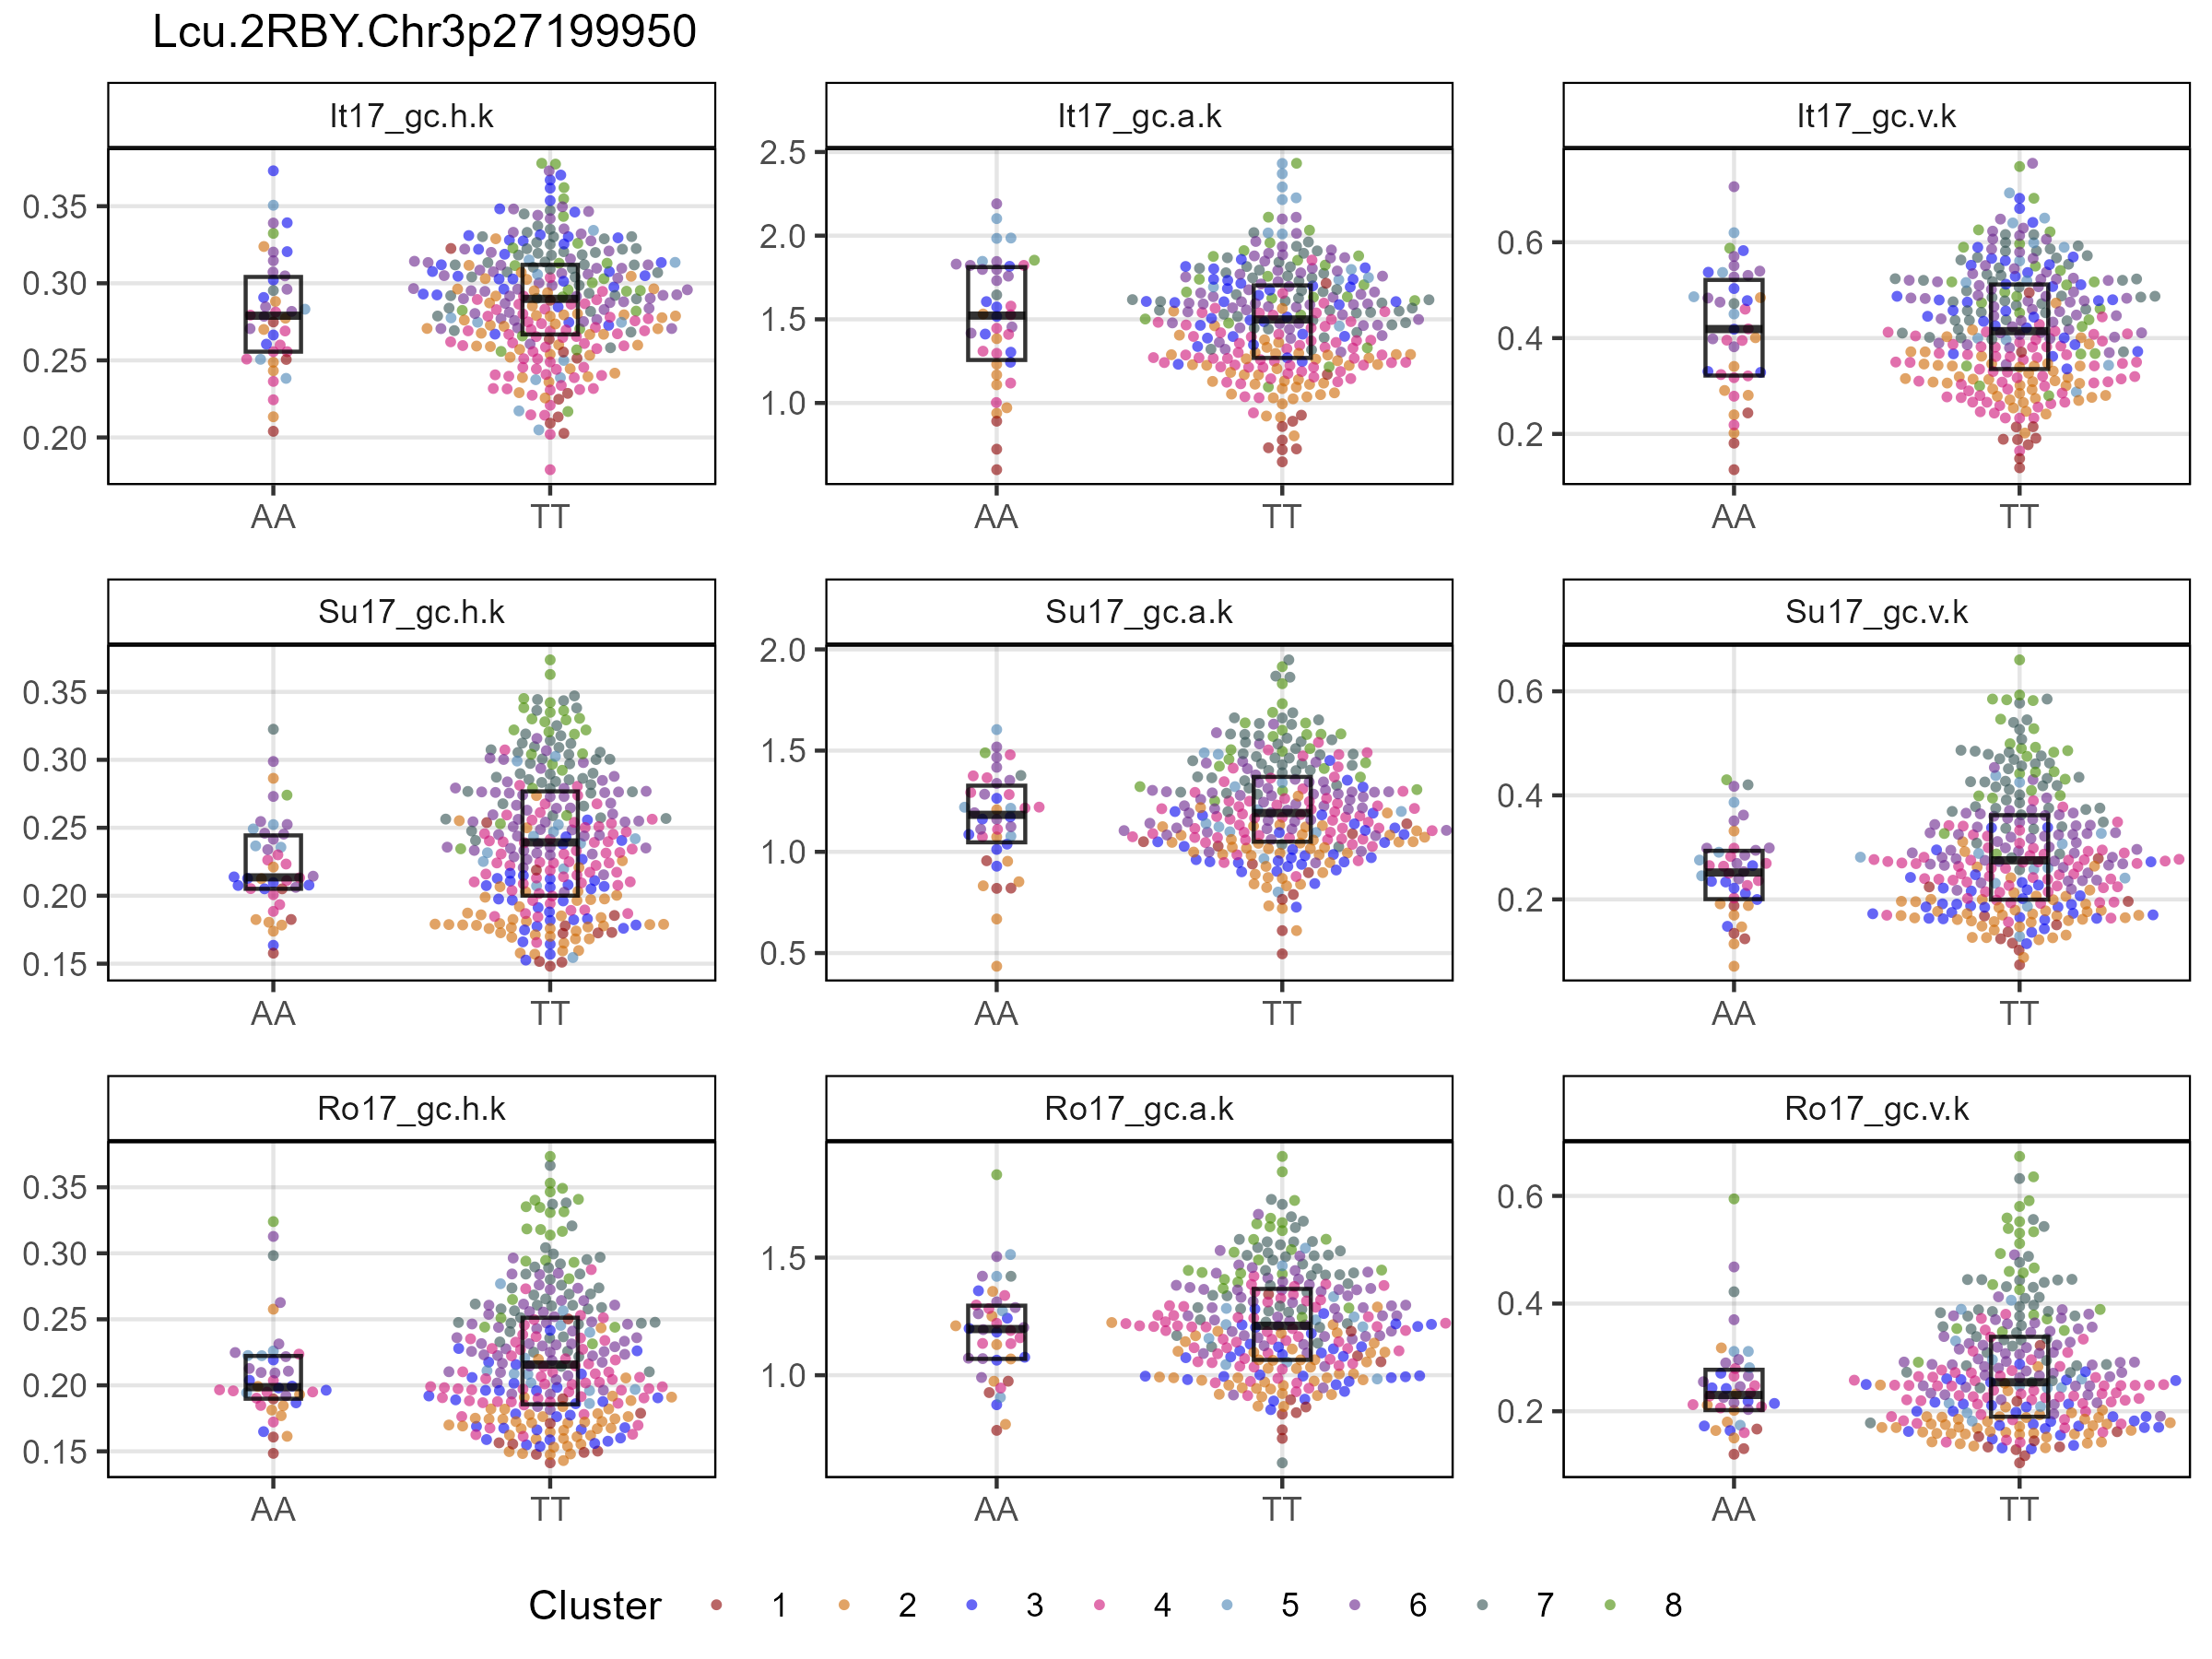 Lcu.2RBY.Chr3p27199950
It17_gc.h.k
It17_gc.a.k
It17_gc.v.k
0.35
0.30
0.25
0.20
AA TT
2.5
2.0
1.5
1.0
AA TT
0.6
0.4
0.2
AA TT
Su17_gc.h.k
Su17_gc.a.k
Su17_gc.v.k
0.35
0.30
0.25
0.20
0.15
AA TT
2.0
1.5
1.0
0.5
AA TT
0.6
0.4
0.2
AA TT
Ro17_gc.h.k
Ro17_gc.a.k
Ro17_gc.v.k
0.35
0.30
0.25
0.20
0.15
AA TT
1.5
1.0
AA TT
0.6
0.4
0.2
AA TT
Cluster 1 2 3 4 5 6 7 8